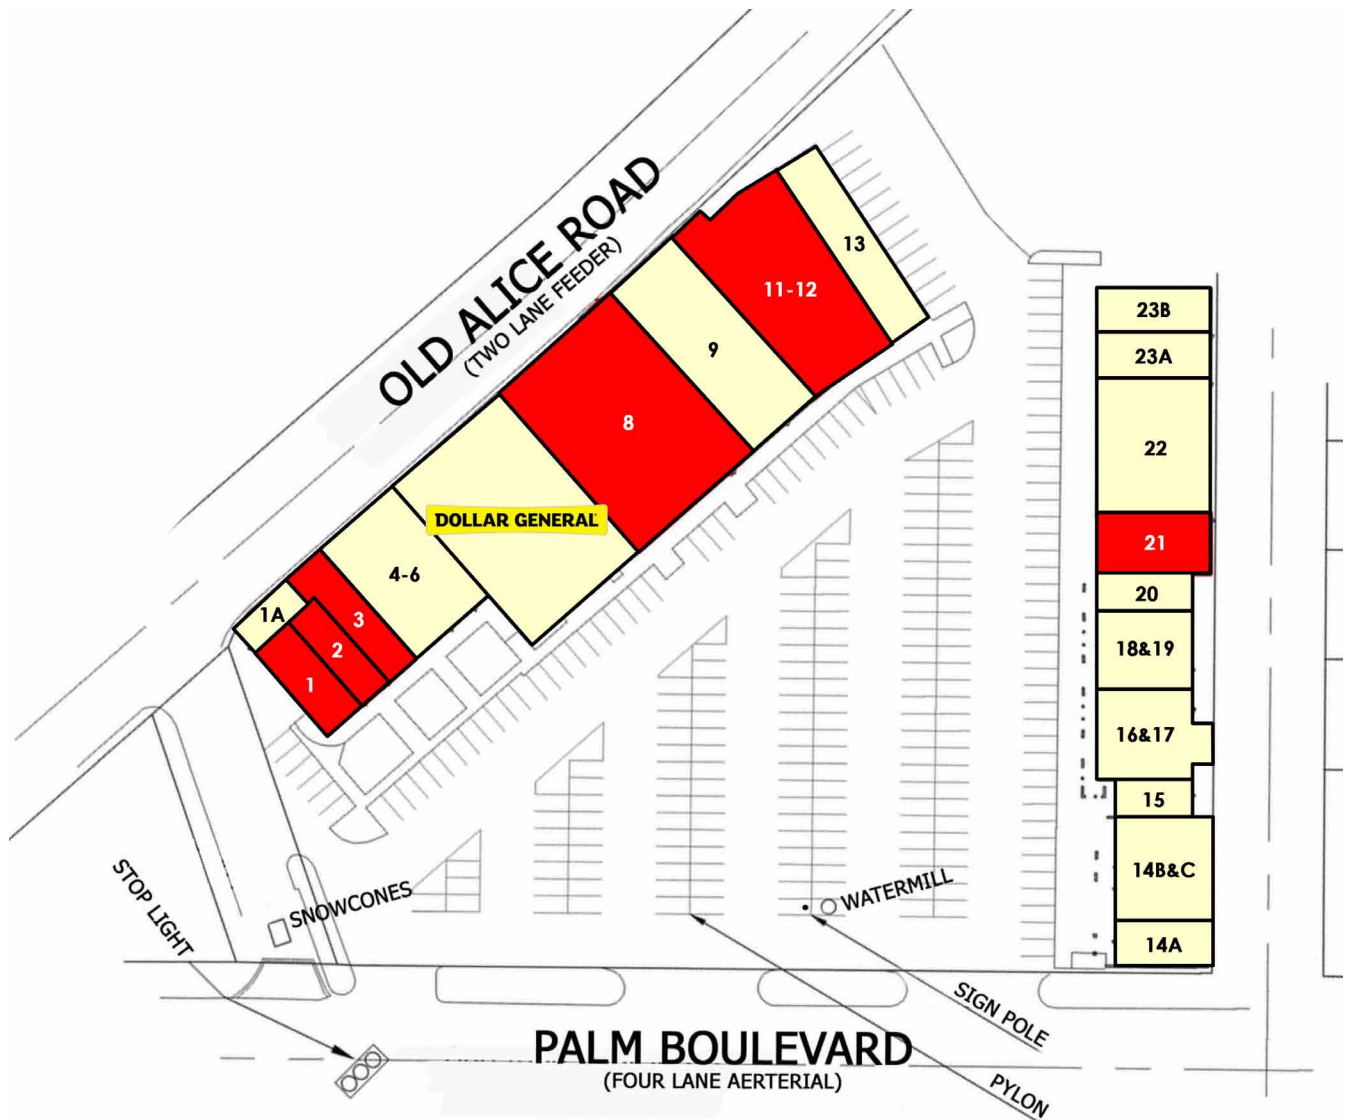 OLD ALICE ROAD
(TWO LANE FEEDER)
13
11-12
9
8
DOLLAR GENERAL
4-6
1A
3
2
1
23B
23A
22
21
20
18&19
16&17
15
14B&C
14A
STOP LIGHT
SNOWCONES
WATERMILL
SIGN POLE
PYLON
PALM BOULEVARD
(FOUR LANE AERTERIAL)